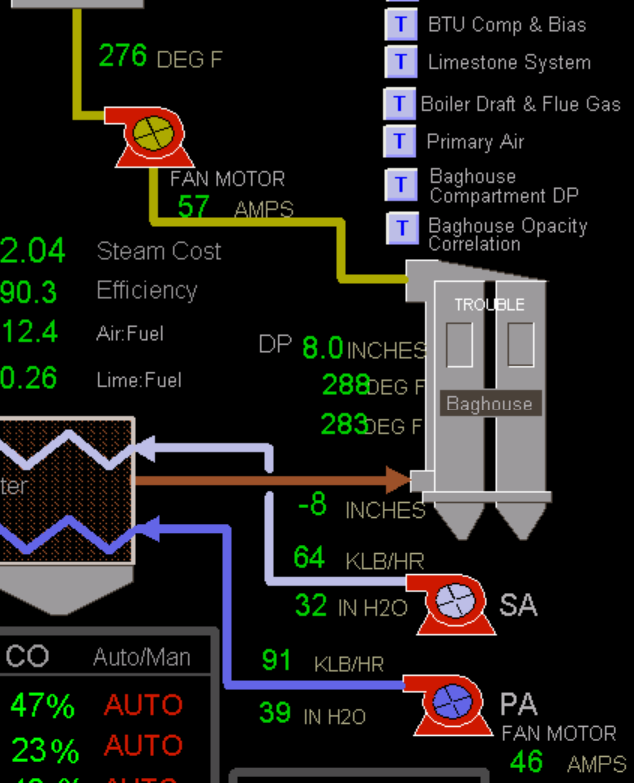 T BTU Comp & Bias
276 DEG F
T Limestone System
T Boiler Draft & Flue Gas
T Primary Air
FAN MOTOR
T Baghouse
Compartment DP
57 AMPS
T Baghouse Opacity
Correlation
2.04 Steam Cost
90.3 Efficiency
TROUBLE
12.4 Air:Fuel
DP 8.0 INCHES
0.26 Lime:Fuel
288 DEG F
Baghouse
283 DEG F
ter
-8 INCHES
64 KLB/HR
32 IN H2O SA
CO Auto/Man
91 KLB/HR
47% AUTO
39 IN H2O PA
FAN MOTOR
23% AUTO
46 AMPS
AUTO